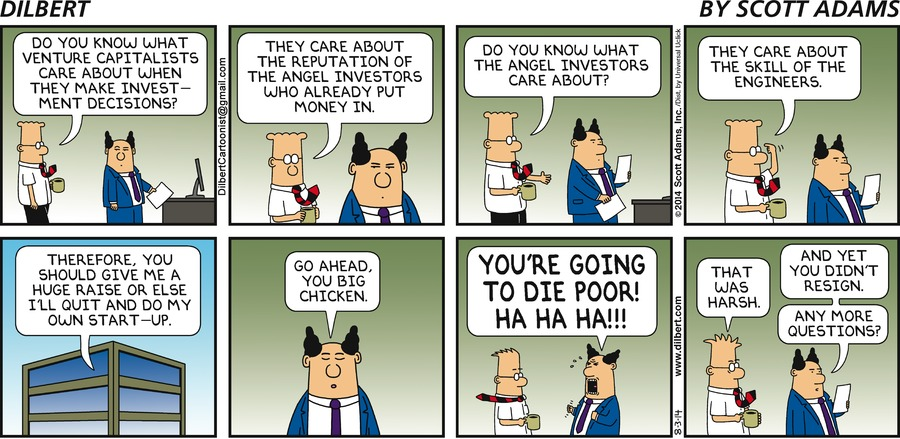 DILBERT
BY SCOTT ADAMS
DO YOU KNOW WHAT
VENTURE CAPITALISTS
CARE ABOUT WHEN
THEY MAKE INVEST—
MENT DECISIONS?
DilbertCartoonist@gmail.com
THEY CARE ABOUT
THE REPUTATION OF
THE ANGEL INVESTORS
WHO ALREADY PUT
MONEY IN.
DO YOU KNOW WHAT
THE ANGEL INVESTORS
CARE ABOUT?
©2014 Scott Adams, Inc. /Dist. by Universal Uclick
THEY CARE ABOUT
THE SKILL OF THE
ENGINEERS.
THEREFORE, YOU
SHOULD GIVE ME A
HUGE RAISE OR ELSE
I'LL QUIT AND DO MY
OWN START—UP.
GO AHEAD,
YOU BIG
CHICKEN.
YOU'RE GOING
TO DIE POOR!
HA HA HA!!!
8-3-14
www.dilbert.com
THAT
WAS
HARSH.
AND YET
YOU DIDN'T
RESIGN.
ANY MORE
QUESTIONS?